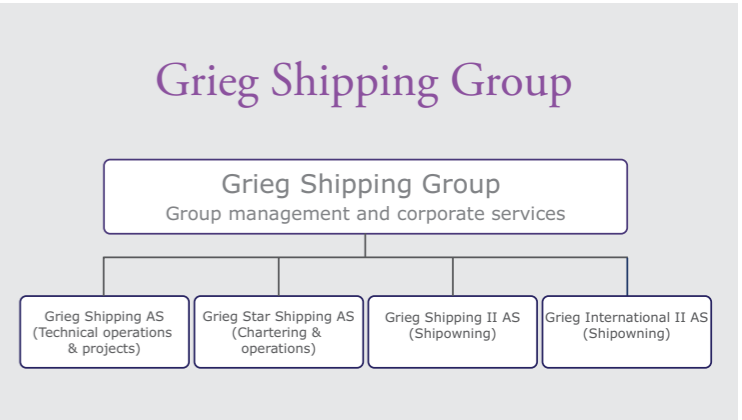 Grieg Shipping Group
Grieg Shipping Group
Group management and corporate services
Grieg Shipping AS
(Technical operations
& projects)
Grieg Star Shipping AS
(Chartering &
operations)
Grieg Shipping II AS
(Shipowning)
Grieg International II AS
(Shipowning)